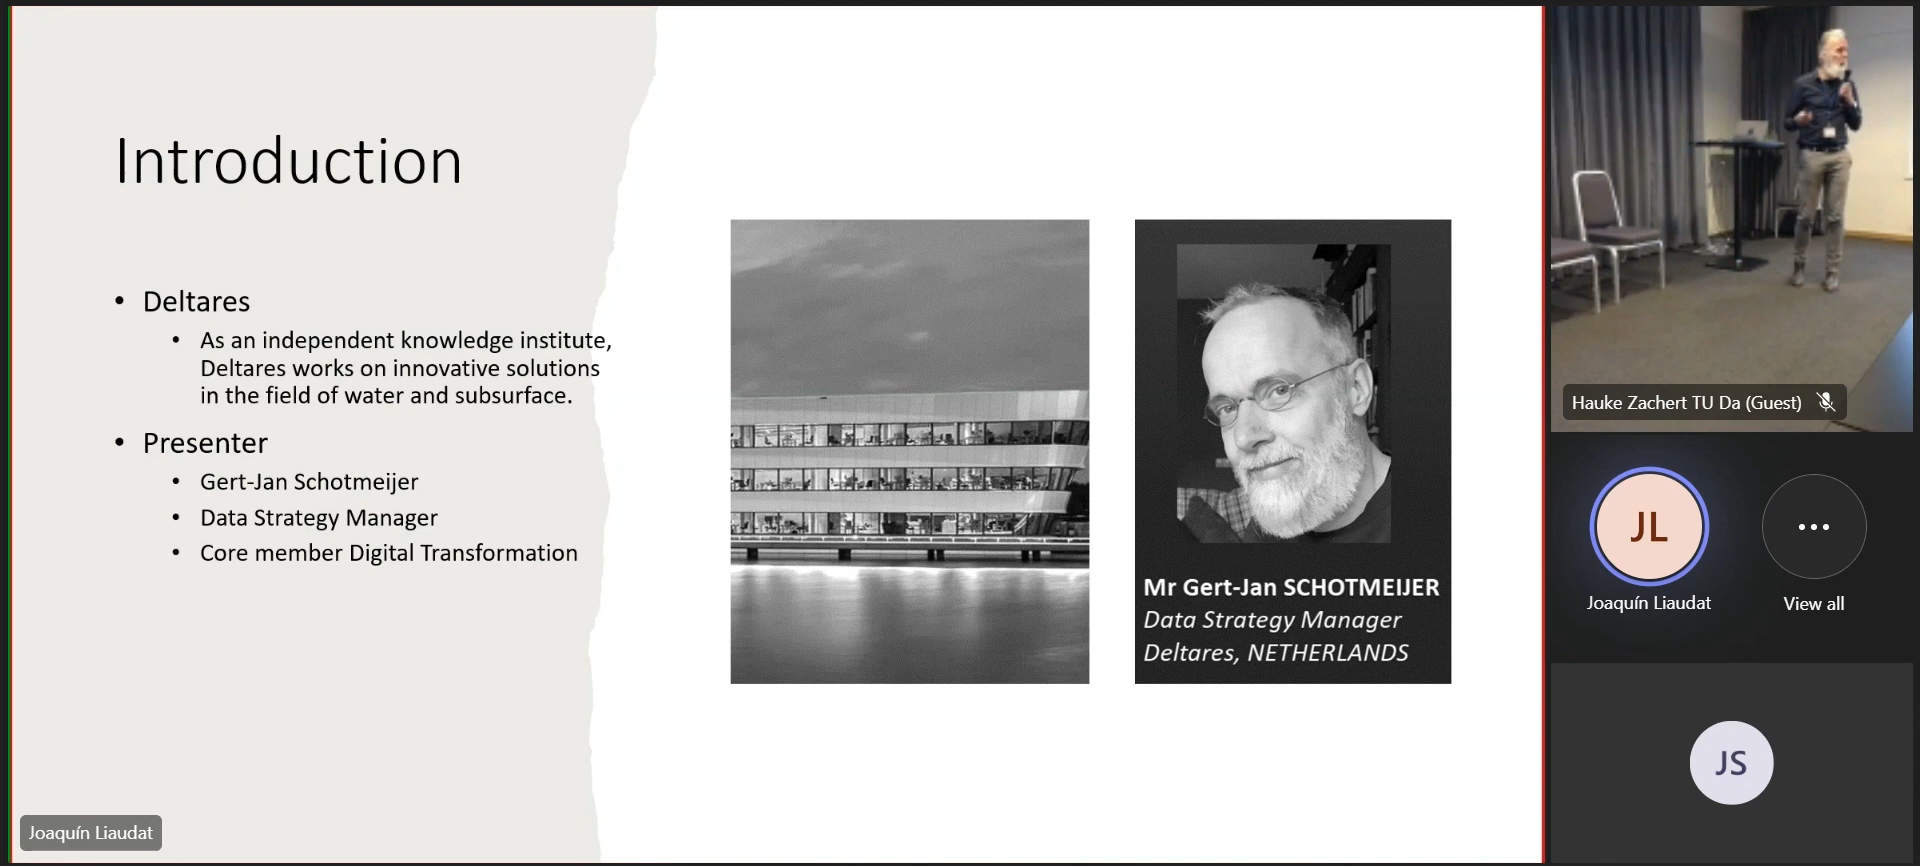 Introduction
• Deltares
• As an independent knowledge institute,
Deltares works on innovative solutions
in the field of water and subsurface.
• Presenter
• Gert-Jan Schotmeijer
• Data Strategy Manager
• Core member Digital Transformation
Mr Gert-Jan SCHOTMEIJER
Data Strategy Manager
Deltares, NETHERLANDS
Joaquín Liaudat
Hauke Zachert TU Da (Guest)
JL
Joaquín Liaudat
View all
JS